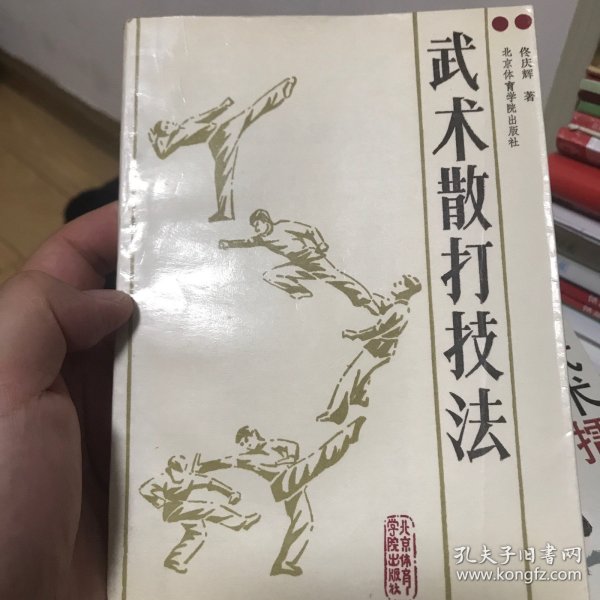 武术散打技法
佟庆辉 著
北京体育学院出版社
北京体育
学院出版社
孔夫子旧书网
www.kongfz.com